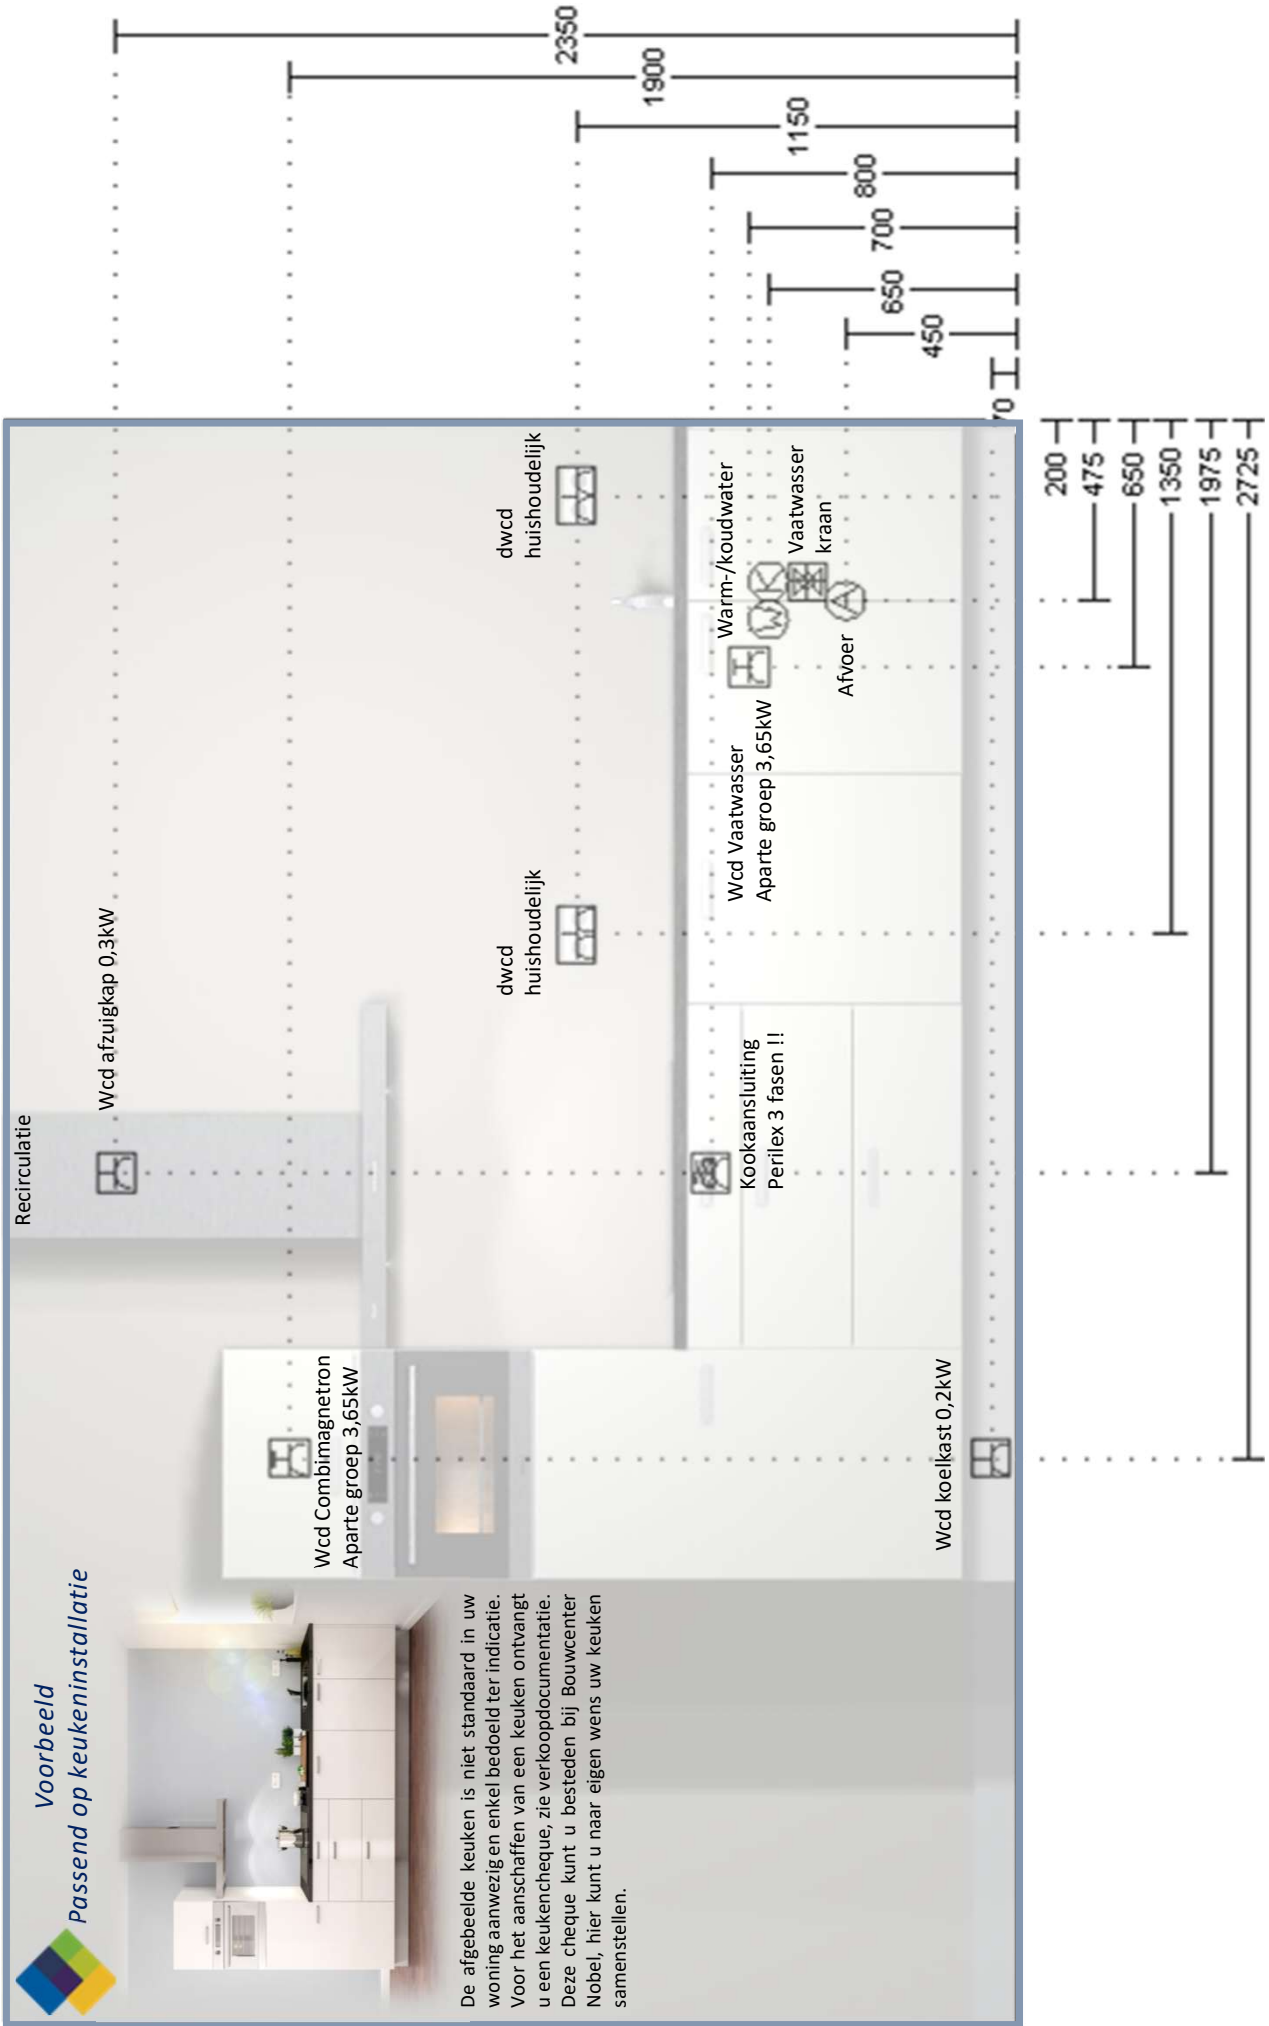 Voorbeeld
Passend op keukeninstallatie
De afgebeelde keuken is niet standaard in uw
woning aanwezig en enkel bedoeld ter indicatie.
Voor het aanschaffen van een keuken ontvangt
u een keukencheque, zie verkoopdocumentatie.
Deze cheque kunt u besteden bij Bouwcenter
Nobel, hier kunt u naar eigen wens uw keuken
samenstellen.
Recirculatie
Wcd afzuigkap 0,3kW
Wcd Combimagnetron
Aparte groep 3,65kW
dwcd
huishoudelijk
dwcd
huishoudelijk
Kookaansluiting
Perilex 3 fasen !!
Wcd Vaatwasser
Aparte groep 3,65kW
Warm-/koudwater
W
K
Vaatwasser
kraan
A
Afvoer
Wcd koelkast 0,2kW
2350
1900
1150
800
700
650
450
70
200
475
650
1350
1975
2725